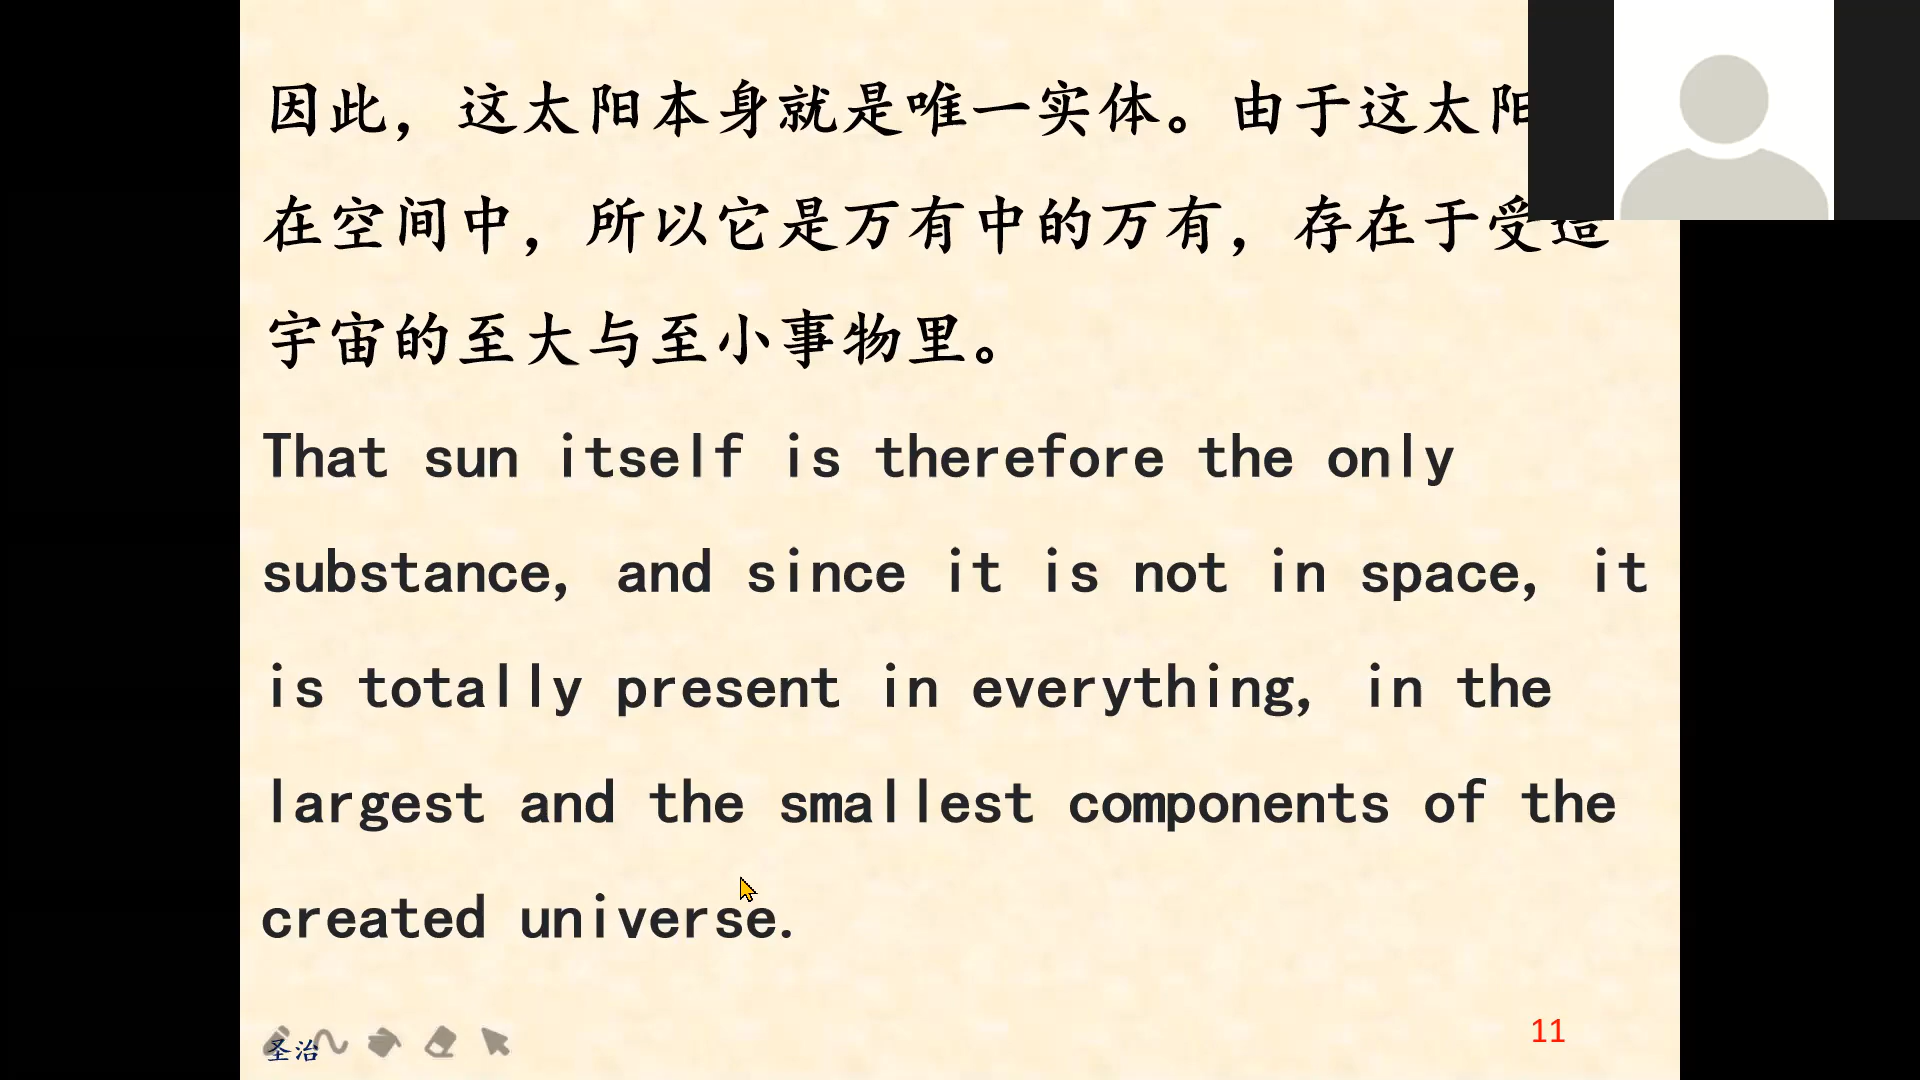 因此，这太阳本身就是唯一实体。由于这太阳
在空间中，所以它是万有中的万有，存在于受造
宇宙的至大与至小事物里。
That sun itself is therefore the only
substance, and since it is not in space, it
is totally present in everything, in the
largest and the smallest components of the
created universe.
圣治
11